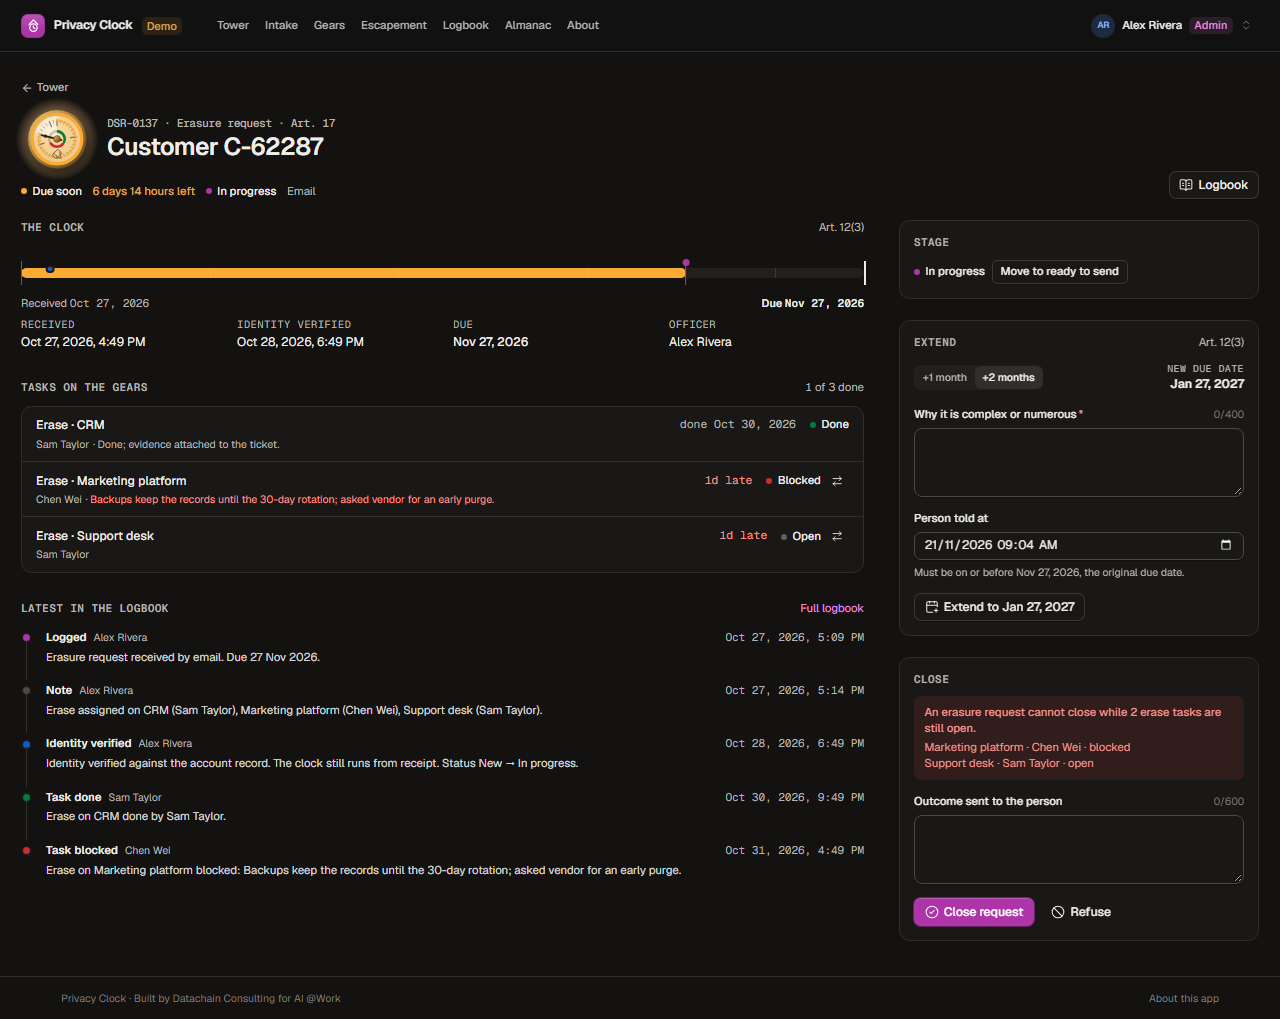 Privacy Clock Demo Tower Intake Gears Escapement Logbook Almanac About AR Alex Rivera Admin
← Tower
DSR-0137 · Erasure request · Art. 17
Customer C-62287
Due soon 6 days 14 hours left In progress Email
Logbook
THE CLOCK Art. 12(3)
Received Oct 27, 2026 Due Nov 27, 2026
RECEIVED IDENTITY VERIFIED DUE OFFICER
Oct 27, 2026, 4:49 PM Oct 28, 2026, 6:49 PM Nov 27, 2026 Alex Rivera
TASKS ON THE GEARS 1 of 3 done
Erase · CRM done Oct 30, 2026 Done
Sam Taylor · Done; evidence attached to the ticket.
Erase · Marketing platform 1d late Blocked
Chen Wei · Backups keep the records until the 30-day rotation; asked vendor for an early purge.
Erase · Support desk 1d late Open
Sam Taylor
LATEST IN THE LOGBOOK Full logbook
Logged Alex Rivera Oct 27, 2026, 5:09 PM
Erasure request received by email. Due 27 Nov 2026.
Note Alex Rivera Oct 27, 2026, 5:14 PM
Erase assigned on CRM (Sam Taylor), Marketing platform (Chen Wei), Support desk (Sam Taylor).
Identity verified Alex Rivera Oct 28, 2026, 6:49 PM
Identity verified against the account record. The clock still runs from receipt. Status New → In progress.
Task done Sam Taylor Oct 30, 2026, 9:49 PM
Erase on CRM done by Sam Taylor.
Task blocked Chen Wei Oct 31, 2026, 4:49 PM
Erase on Marketing platform blocked: Backups keep the records until the 30-day rotation; asked vendor for an early purge.
STAGE
In progress Move to ready to send
EXTEND Art. 12(3)
+1 month +2 months NEW DUE DATE
Jan 27, 2027
Why it is complex or numerous * 0/400
Person told at
21/11/2026 09:04 AM
Must be on or before Nov 27, 2026, the original due date.
Extend to Jan 27, 2027
CLOSE
An erasure request cannot close while 2 erase tasks are
still open.
Marketing platform · Chen Wei · blocked
Support desk · Sam Taylor · open
Outcome sent to the person 0/600
Close request Refuse
Privacy Clock · Built by Datachain Consulting for AI @Work About this app